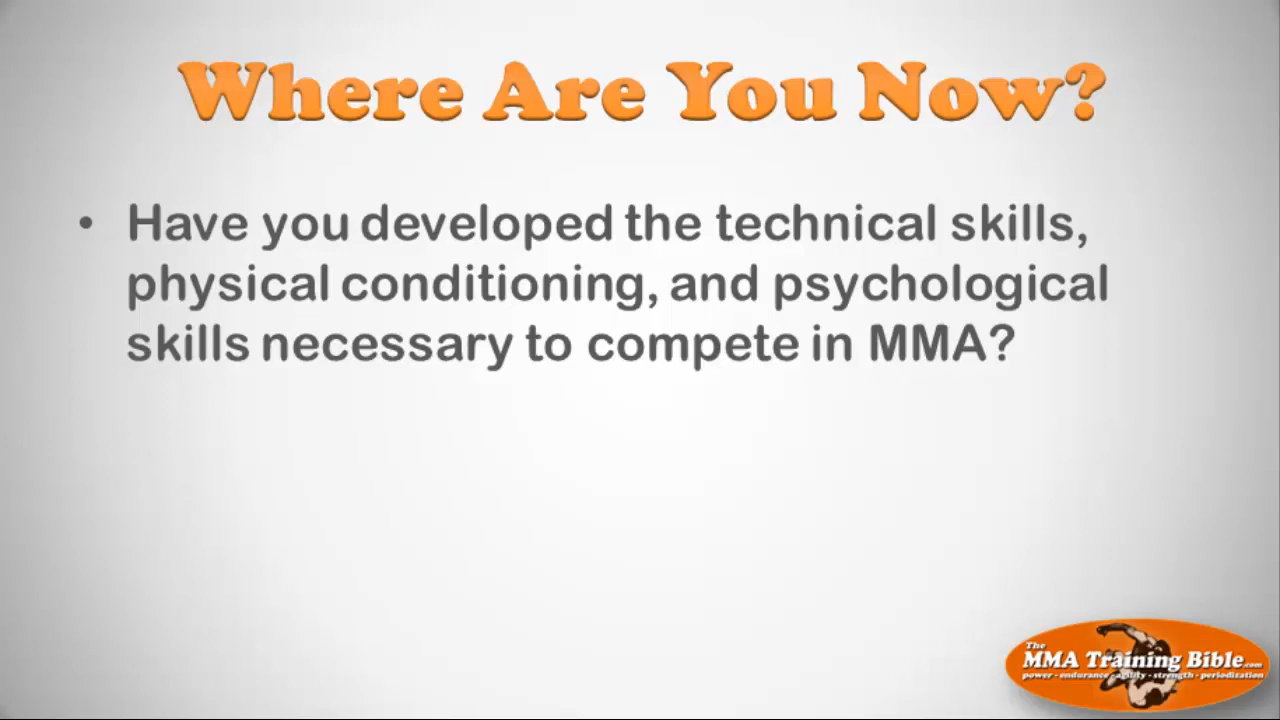 Where Are You Now?
• Have you developed the technical skills,
physical conditioning, and psychological
skills necessary to compete in MMA?
The
MMA Training Bible.com
power - endurance - agility - strength - periodization